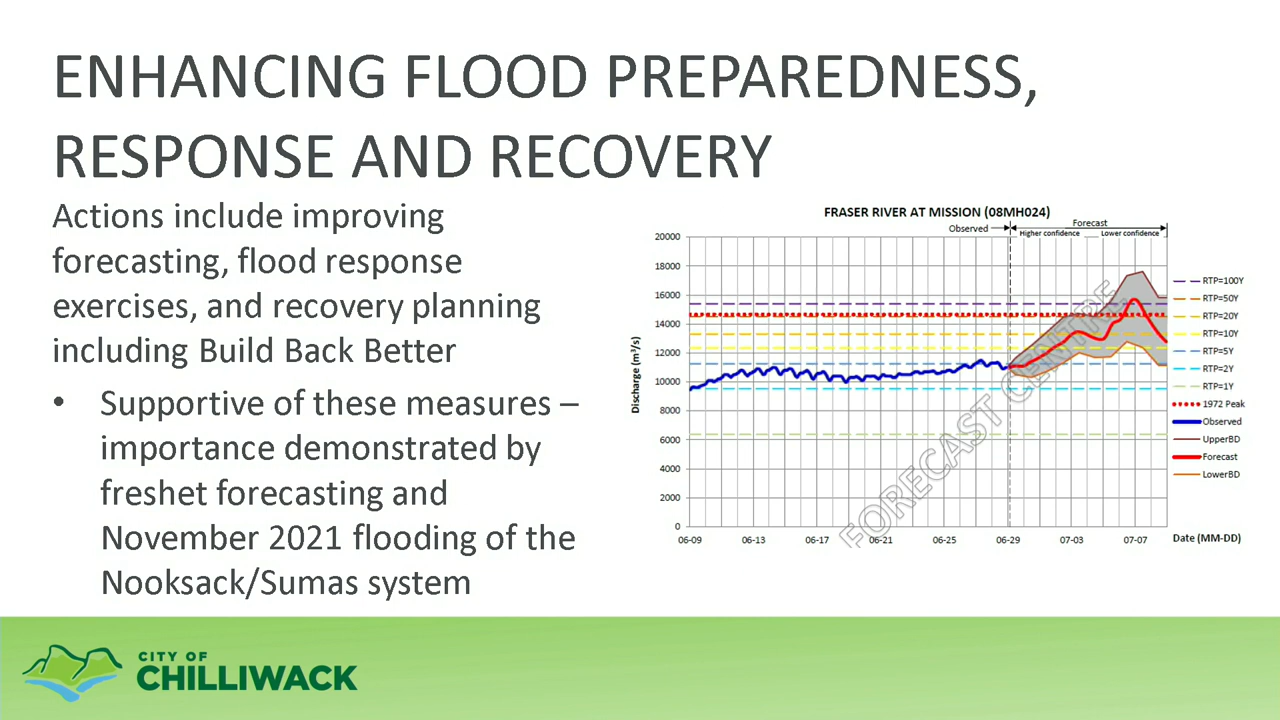 ENHANCING FLOOD PREPAREDNESS,
RESPONSE AND RECOVERY
Actions include improving
forecasting, flood response
exercises, and recovery planning
including Build Back Better
• Supportive of these measures –
importance demonstrated by
freshet forecasting and
November 2021 flooding of the
Nooksack/Sumas system
FRASER RIVER AT MISSION (08MH024)
Observed
Forecast
Higher confidence
Lower confidence
Discharge (m³/s)
20000
18000
16000
14000
12000
10000
8000
6000
4000
2000
0
06-09 06-13 06-17 06-21 06-25 06-29 07-03 07-07 Date (MM-DD)
FORECAST CENTRE
RTP=100Y
RTP=50Y
RTP=20Y
RTP=10Y
RTP=5Y
RTP=2Y
RTP=1Y
1972 Peak
Observed
UpperBD
Forecast
LowerBD
CITY OF
CHILLIWACK